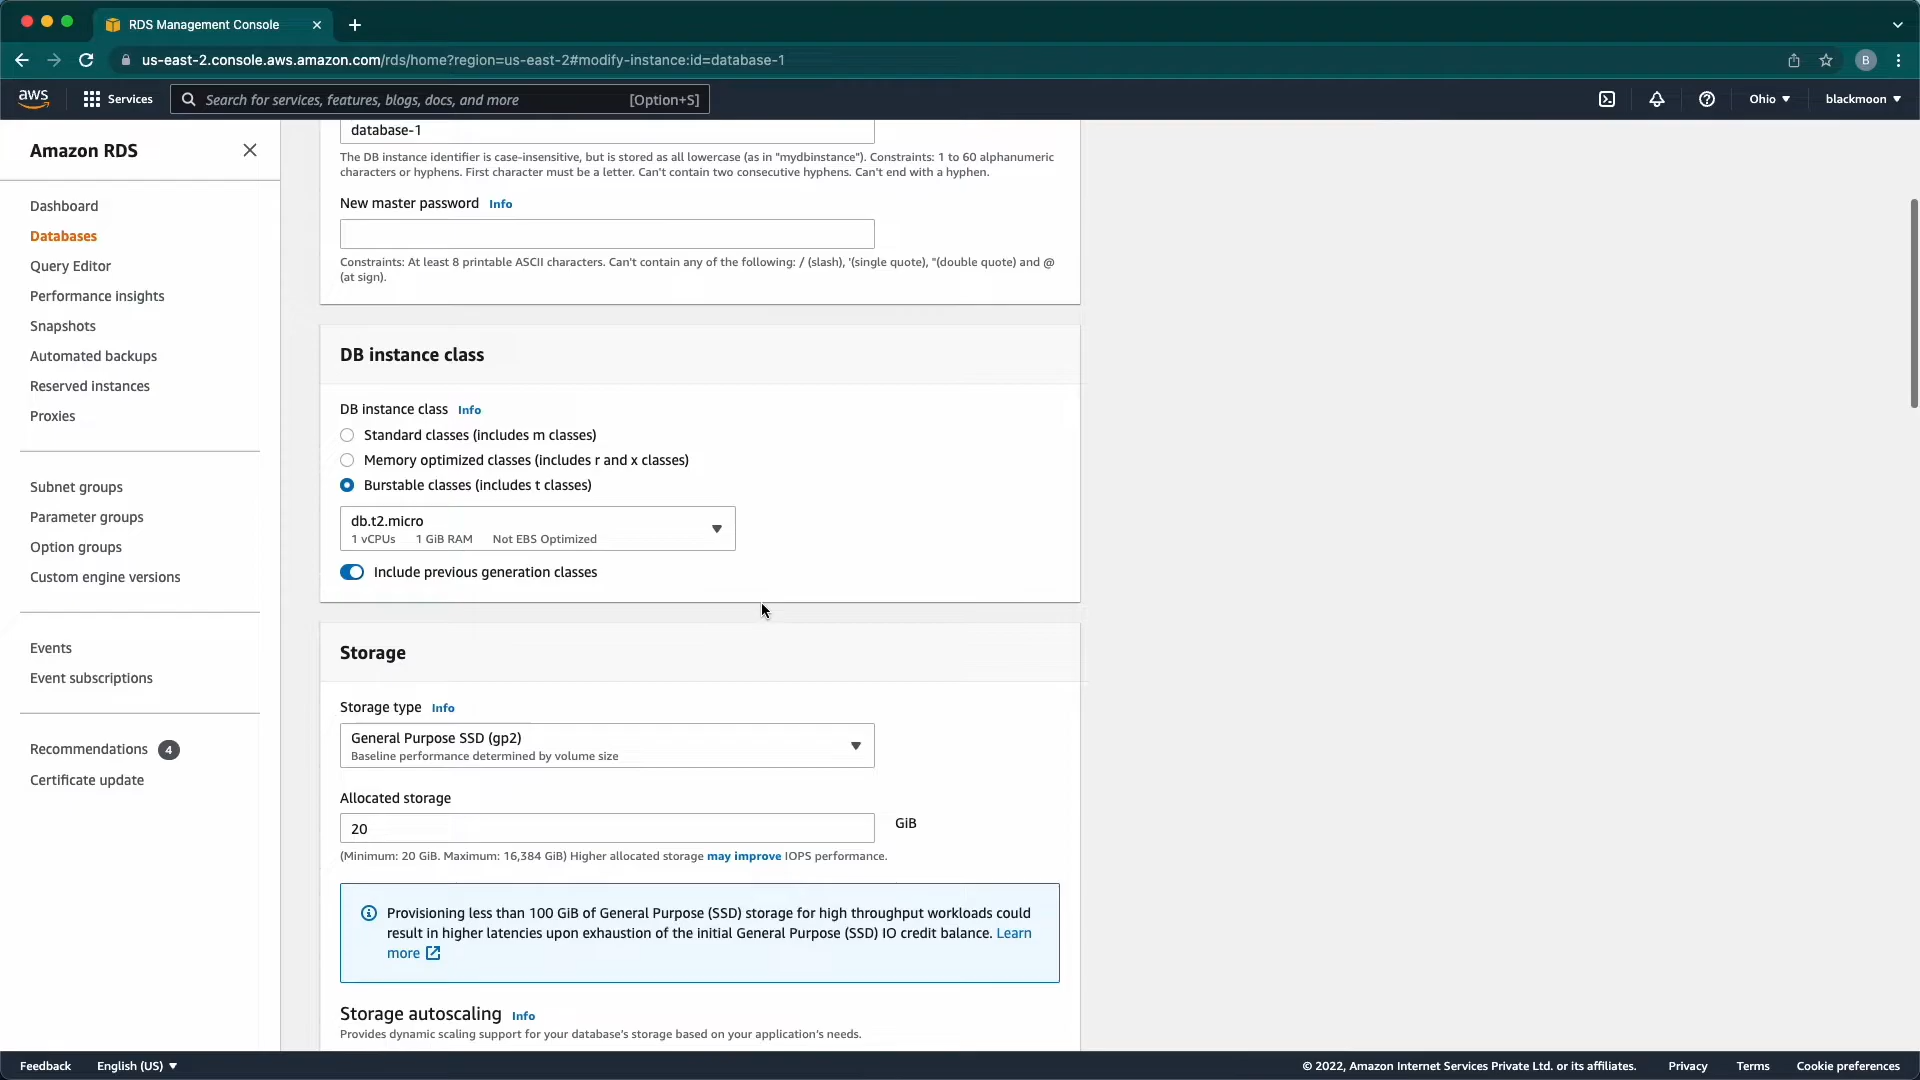 RDS Management Console
us-east-2.console.aws.amazon.com/rds/home?region=us-east-2#modify-instance:id=database-1
B
aws
Services
Search for services, features, blogs, docs, and more [Option+S]
Ohio
blackmoon
Amazon RDS
Dashboard
Databases
Query Editor
Performance insights
Snapshots
Automated backups
Reserved instances
Proxies
Subnet groups
Parameter groups
Option groups
Custom engine versions
Events
Event subscriptions
Recommendations 4
Certificate update
database-1
The DB instance identifier is case-insensitive, but is stored as all lowercase (as in "mydbinstance"). Constraints: 1 to 60 alphanumeric
characters or hyphens. First character must be a letter. Can't contain two consecutive hyphens. Can't end with a hyphen.
New master password Info
Constraints: At least 8 printable ASCII characters. Can't contain any of the following: / (slash), '(single quote), "(double quote) and @
(at sign).
DB instance class
DB instance class Info
Standard classes (includes m classes)
Memory optimized classes (includes r and x classes)
Burstable classes (includes t classes)
db.t2.micro
1 vCPUs 1 GiB RAM Not EBS Optimized
Include previous generation classes
Storage
Storage type Info
General Purpose SSD (gp2)
Baseline performance determined by volume size
Allocated storage
20 GiB
(Minimum: 20 GiB. Maximum: 16,384 GiB) Higher allocated storage may improve IOPS performance.
Provisioning less than 100 GiB of General Purpose (SSD) storage for high throughput workloads could
result in higher latencies upon exhaustion of the initial General Purpose (SSD) IO credit balance. Learn
more
Storage autoscaling Info
Provides dynamic scaling support for your database's storage based on your application's needs.
Feedback English (US) © 2022, Amazon Internet Services Private Ltd. or its affiliates. Privacy Terms Cookie preferences